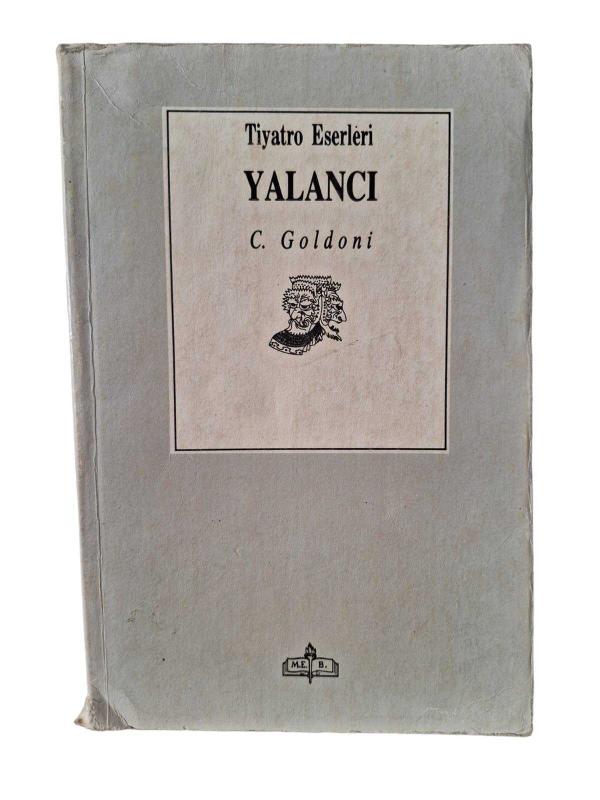 Tiyatro Eserleri
YALANCI
C. Goldoni
M.E. B.